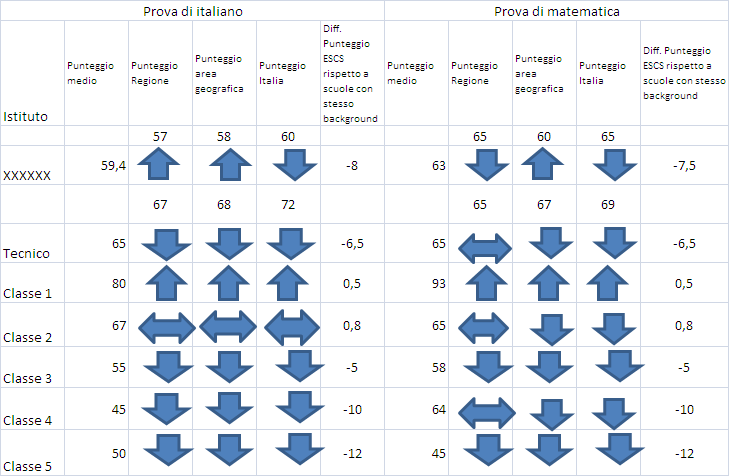 Prova di italiano Prova di matematica
Istituto Punteggio medio Punteggio Regione Punteggio area geografica Punteggio Italia Diff. Punteggio ESCS rispetto a scuole con stesso background Punteggio medio Punteggio Regione Punteggio area geografica Punteggio Italia Diff. Punteggio ESCS rispetto a scuole con stesso background
57 58 60 65 60 65
XXXXXX 59,4 -8 63 -7,5
67 68 72 65 67 69
Tecnico 65 -6,5 65 -6,5
Classe 1 80 0,5 93 0,5
Classe 2 67 0,8 65 0,8
Classe 3 55 -5 58 -5
Classe 4 45 -10 64 -10
Classe 5 50 -12 45 -12